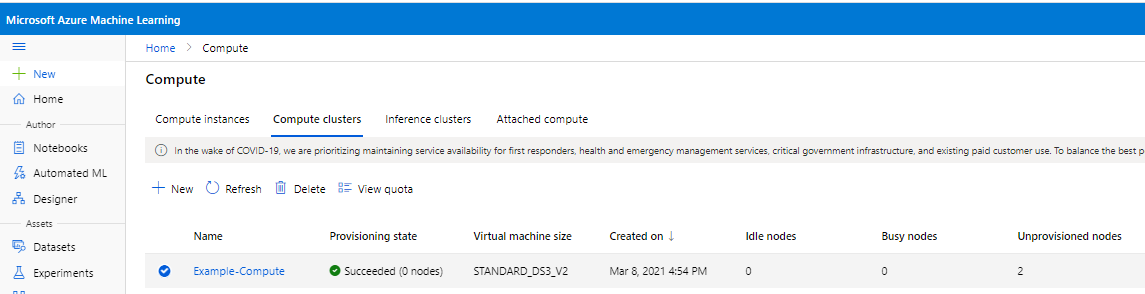 Microsoft Azure Machine Learning
Home > Compute
New
Home
Author
Notebooks
Automated ML
Designer
Assets
Datasets
Experiments
Compute
Compute instances Compute clusters Inference clusters Attached compute
In the wake of COVID-19, we are prioritizing maintaining service availability for first responders, health and emergency management services, critical government infrastructure, and existing paid customer use. To balance the best p
New Refresh Delete View quota
Name Provisioning state Virtual machine size Created on ↓ Idle nodes Busy nodes Unprovisioned nodes
Example-Compute Succeeded (0 nodes) STANDARD_DS3_V2 Mar 8, 2021 4:54 PM 0 0 2